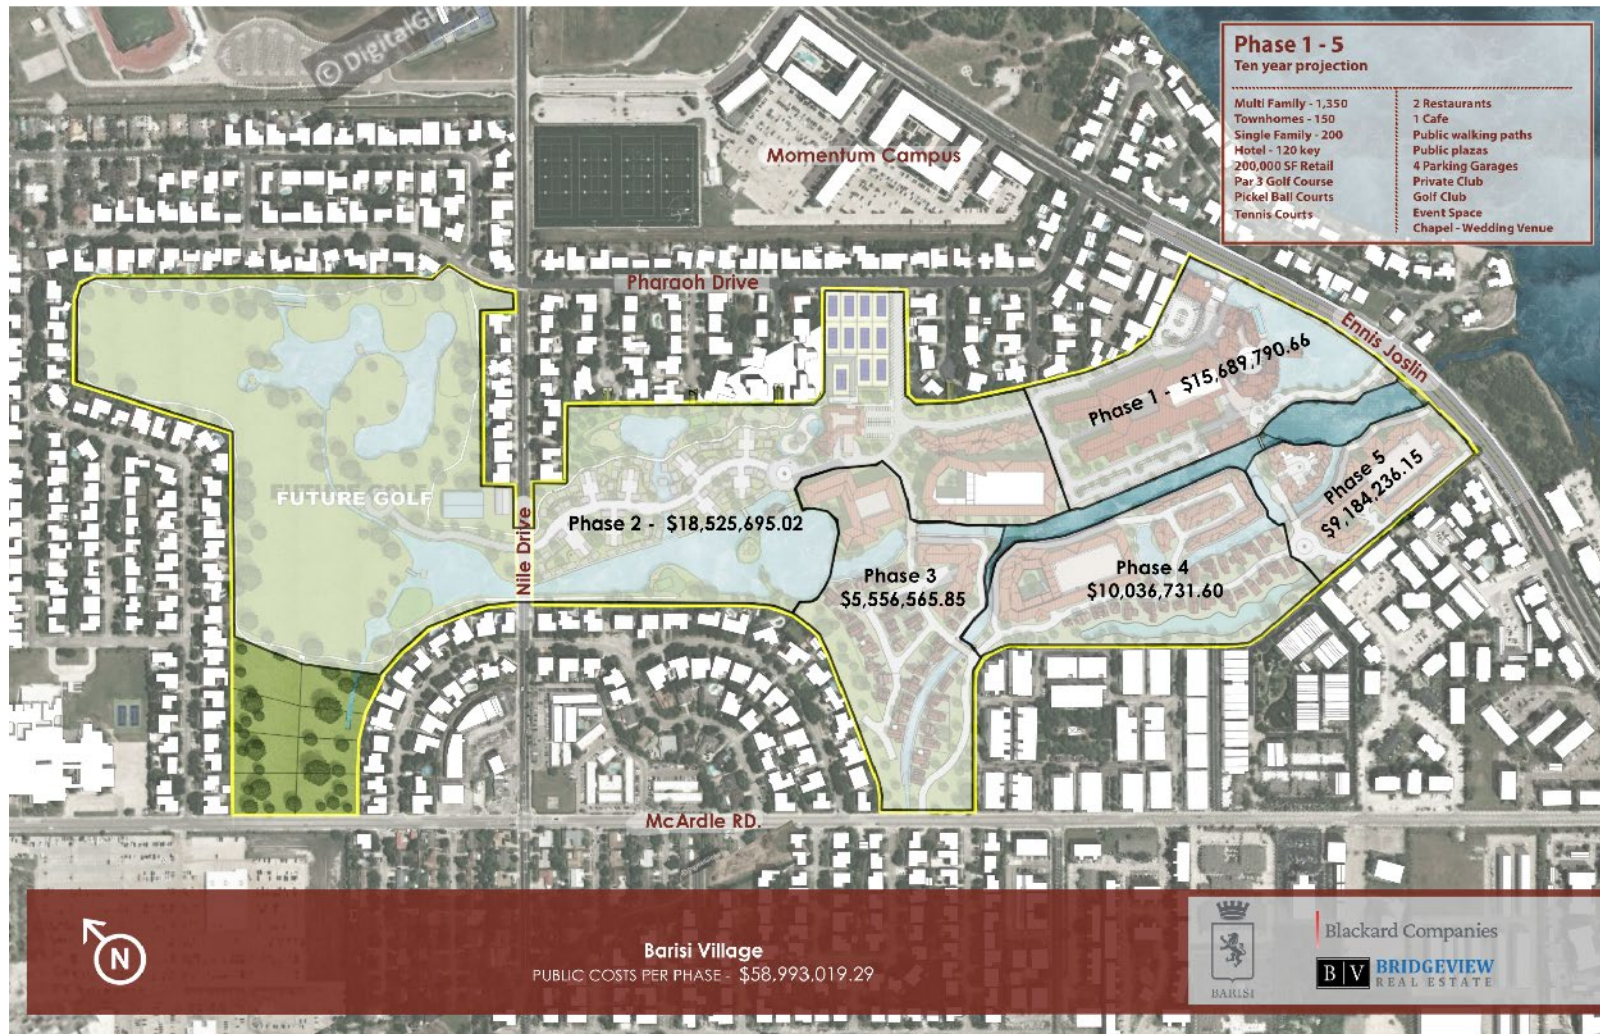 © DigitalGl
Phase 1 - 5
Ten year projection
Multi Family - 1,350
Townhomes - 150
Single Family - 200
Hotel - 120 key
200,000 SF Retail
Par 3 Golf Course
Pickel Ball Courts
Tennis Courts
2 Restaurants
1 Cafe
Public walking paths
Public plazas
4 Parking Garages
Private Club
Golf Club
Event Space
Chapel - Wedding Venue
Momentum Campus
Pharaoh Drive
Ennis Joslin
Phase 1 - $15,689,790.66
Phase 5
$9,184,236.15
FUTURE GOLF
Nile Drive
Phase 2 - $18,525,695.02
Phase 3
$5,556,565.85
Phase 4
$10,036,731.60
McArdle RD.
N
Barisi Village
PUBLIC COSTS PER PHASE - $58,993,019.29
BARISI
Blackard Companies
B V BRIDGEVIEW
REAL ESTATE